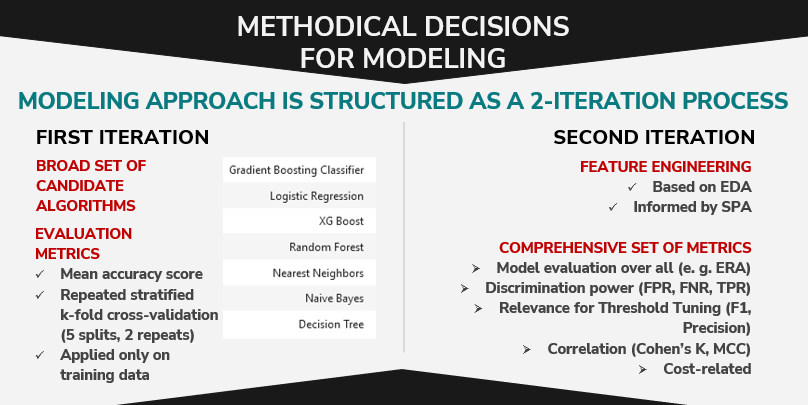 METHODICAL DECISIONS
FOR MODELING
MODELING APPROACH IS STRUCTURED AS A 2-ITERATION PROCESS
FIRST ITERATION
BROAD SET OF
CANDIDATE
ALGORITHMS
EVALUATION
METRICS
✓ Mean accuracy score
✓ Repeated stratified
k-fold cross-validation
(5 splits, 2 repeats)
✓ Applied only on
training data
Gradient Boosting Classifier
Logistic Regression
XG Boost
Random Forest
Nearest Neighbors
Naive Bayes
Decision Tree
SECOND ITERATION
FEATURE ENGINEERING
✓ Based on EDA
✓ Informed by SPA
COMPREHENSIVE SET OF METRICS
➢ Model evaluation over all (e. g. ERA)
➢ Discrimination power (FPR, FNR, TPR)
➢ Relevance for Threshold Tuning (F1,
Precision)
➢ Correlation (Cohen's K, MCC)
➢ Cost-related